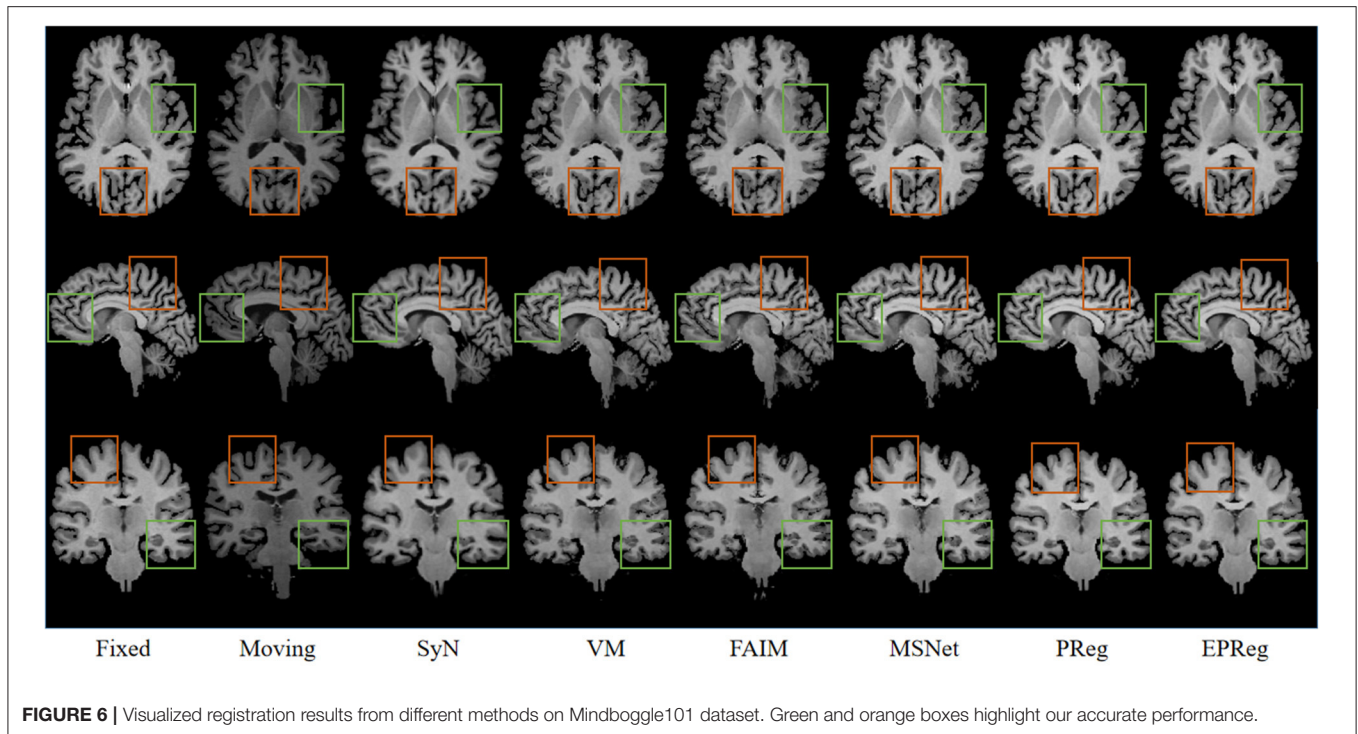 Fixed Moving SyN VM FAIM MSNet PReg EPReg
FIGURE 6 | Visualized registration results from different methods on Mindboggle101 dataset. Green and orange boxes highlight our accurate performance.